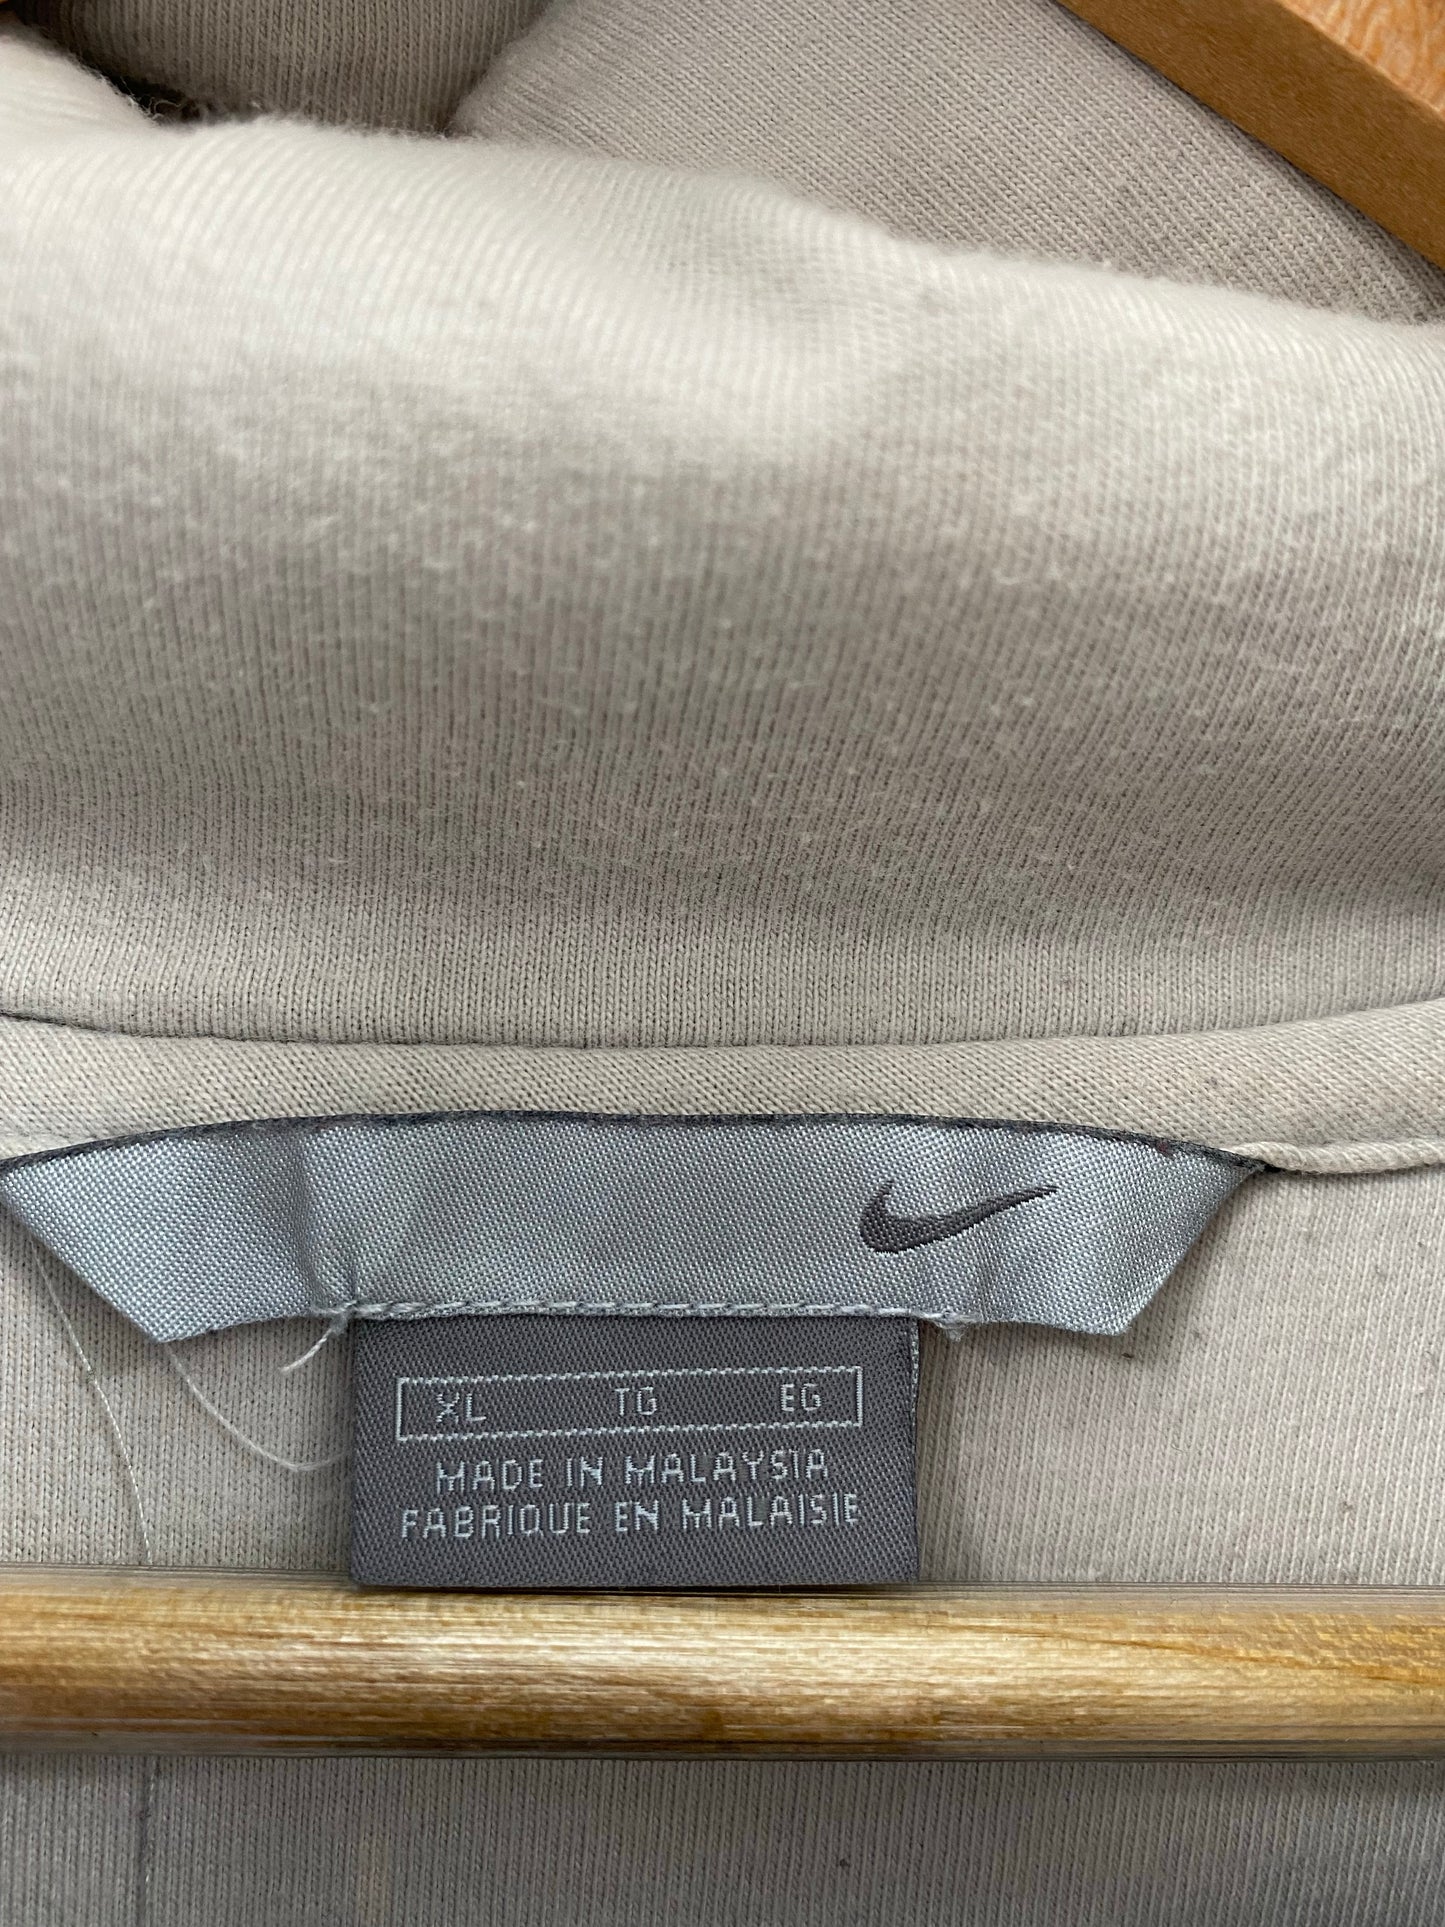 XL TG EG
MADE IN MALAYSIA
FABRIQUE EN MALAISIE